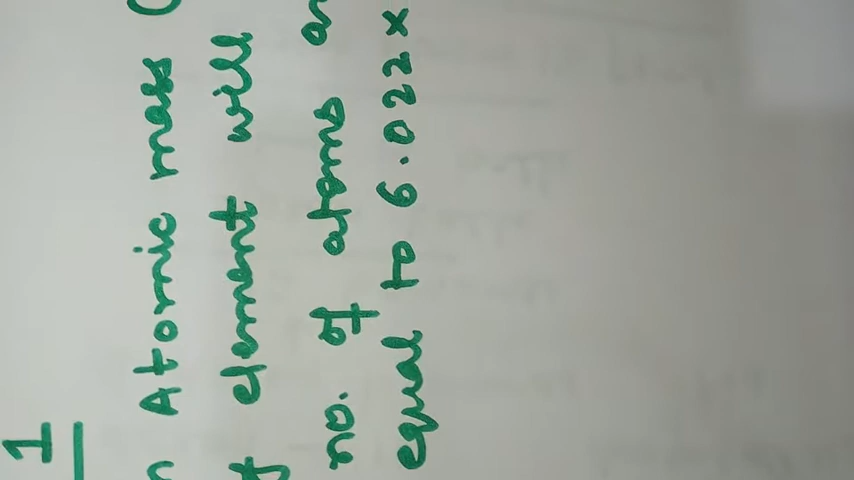 1
Atomic mass (
element will
no. of atoms
equal to 6.022 ×